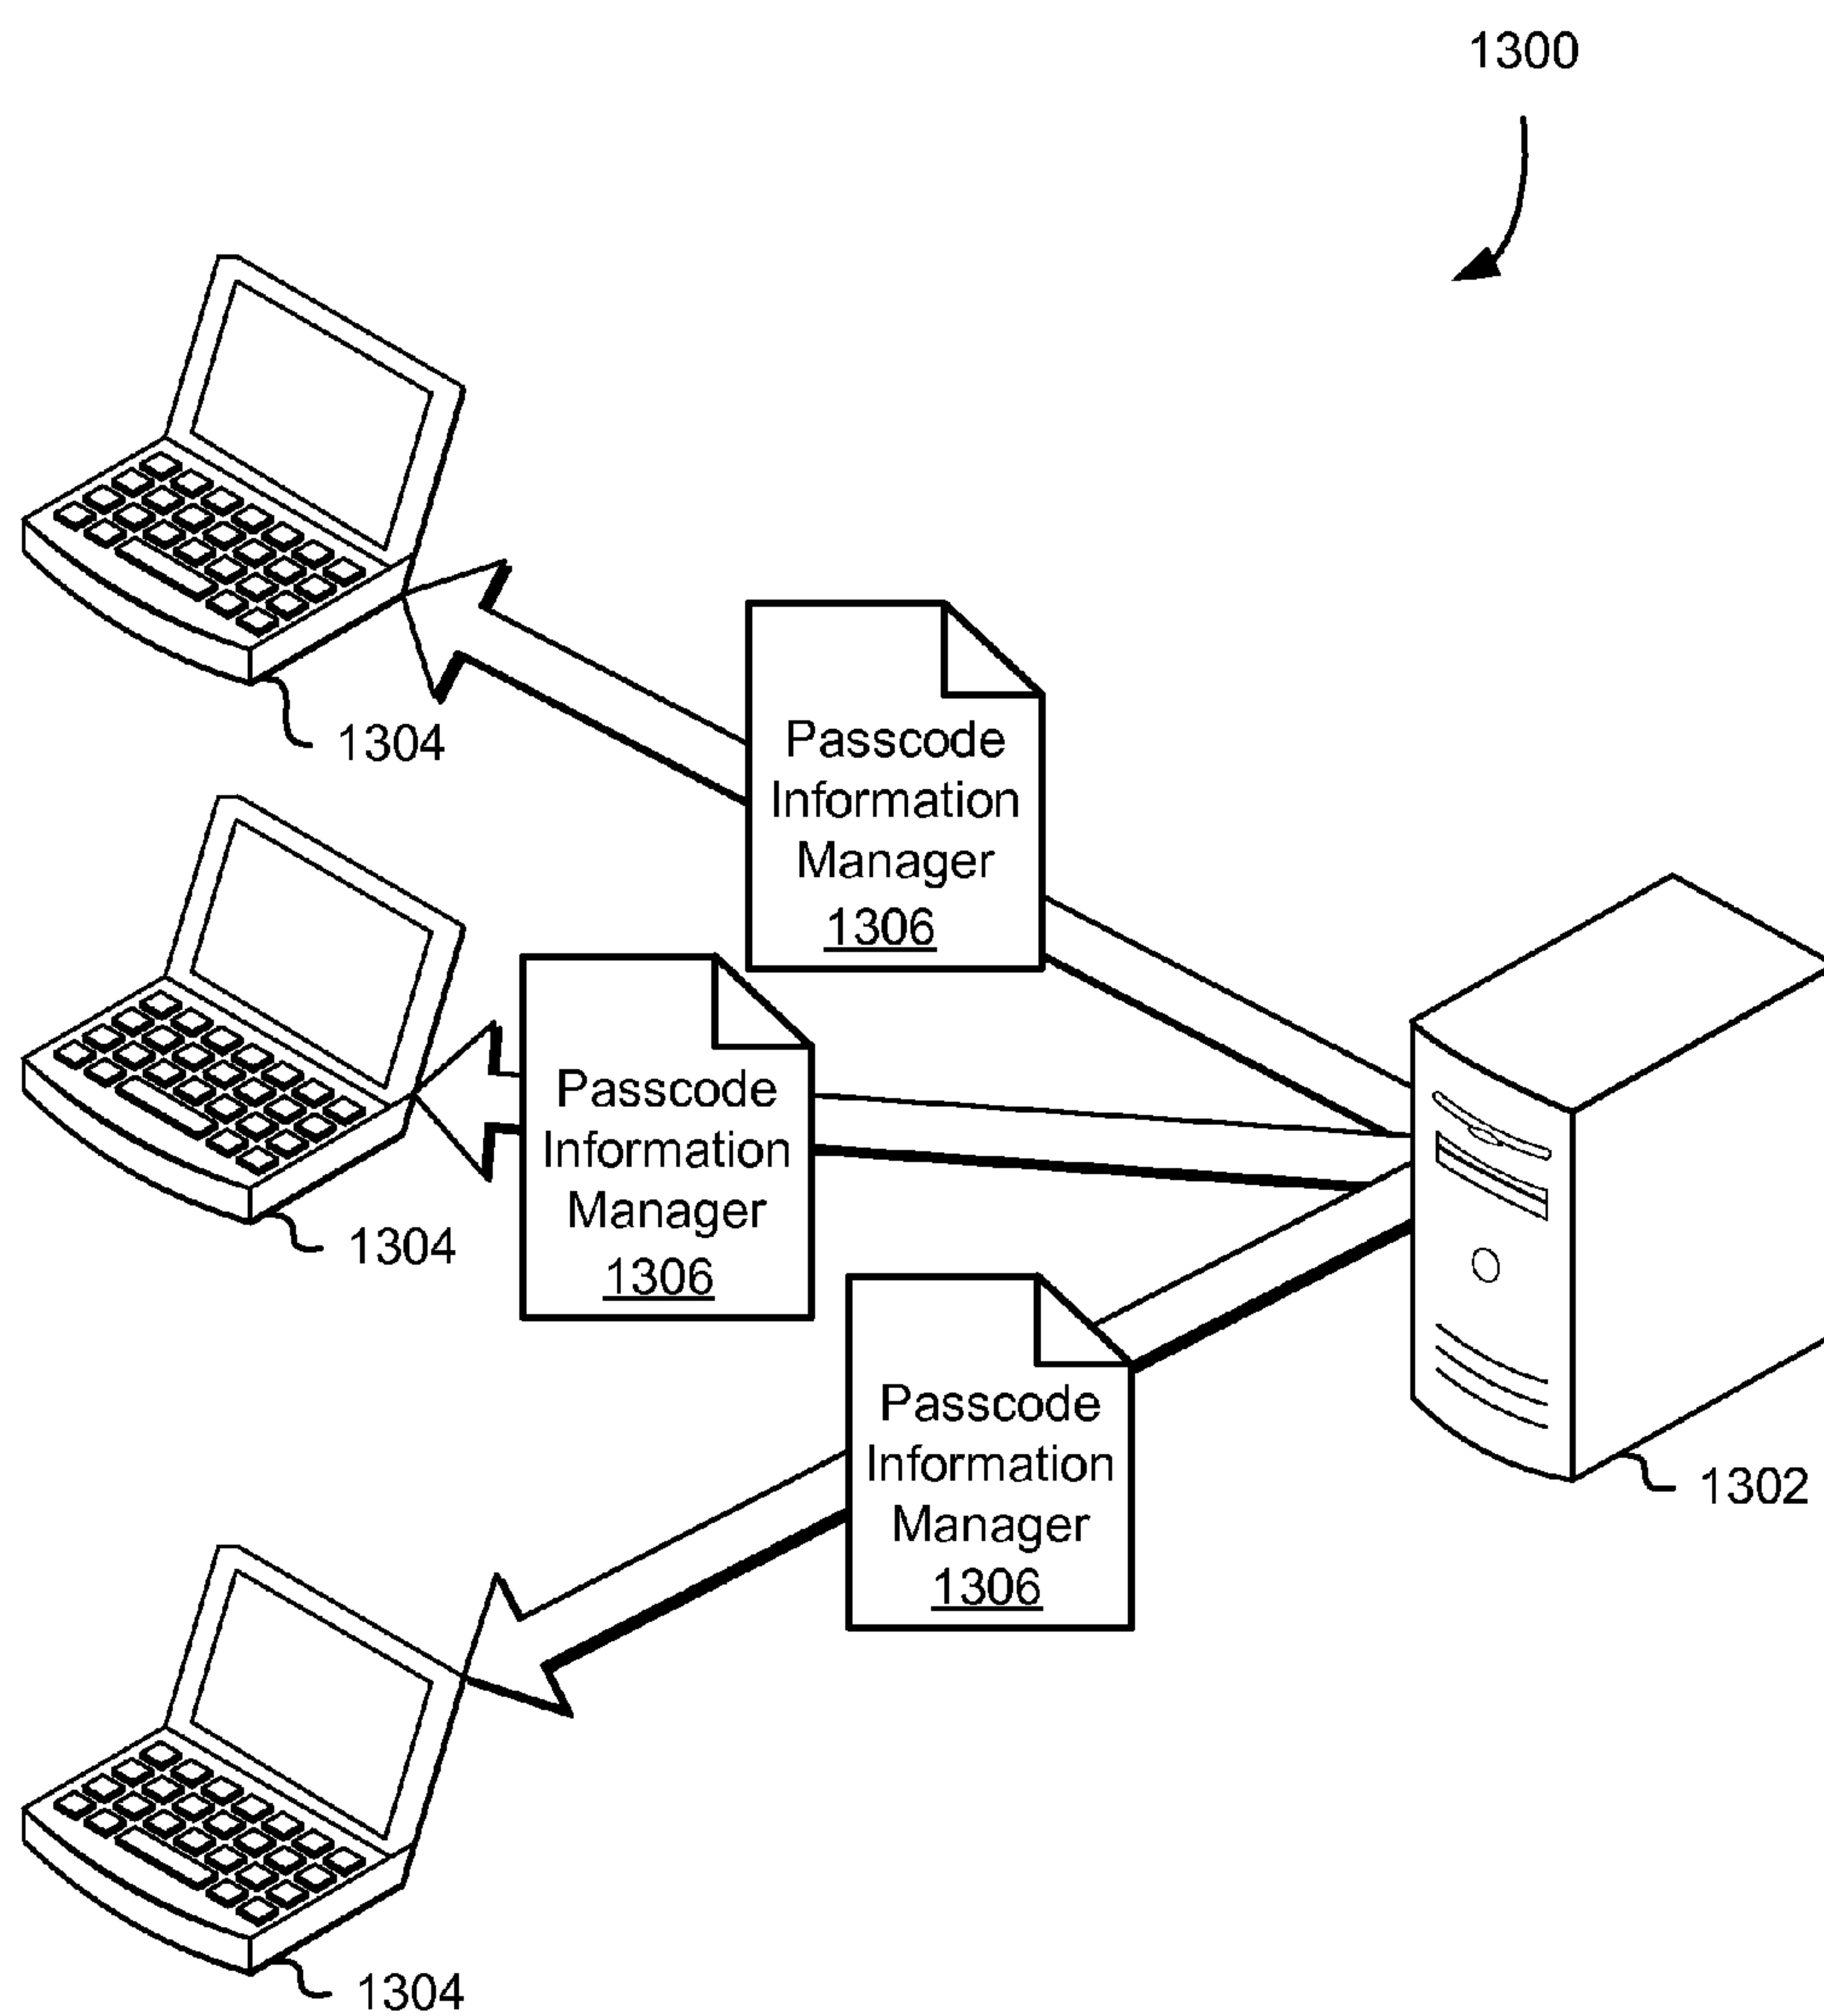 1300
1304
Passcode
Information
Manager
1306
Passcode
Information
Manager
1306
1304
Passcode
Information
Manager
1306
1302
1304